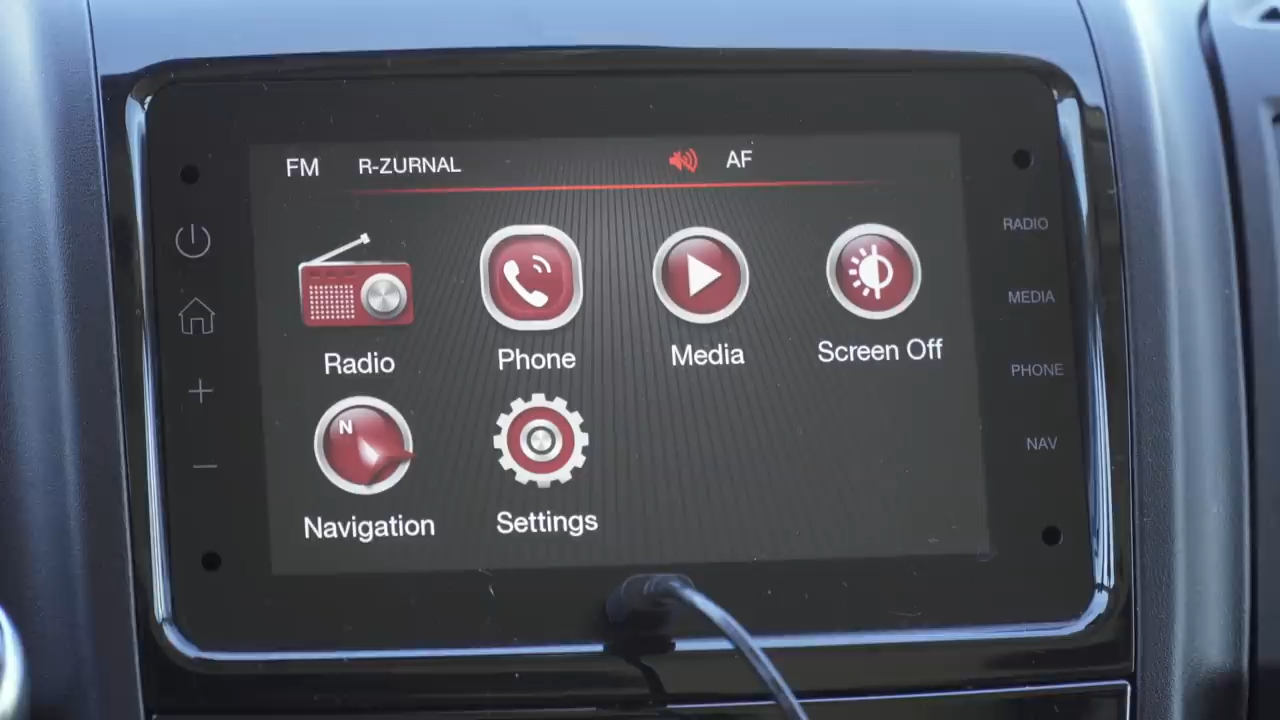 FM R-ZURNAL AF
RADIO
MEDIA
PHONE
NAV
Radio
Phone
Media
Screen Off
N
Navigation
Settings